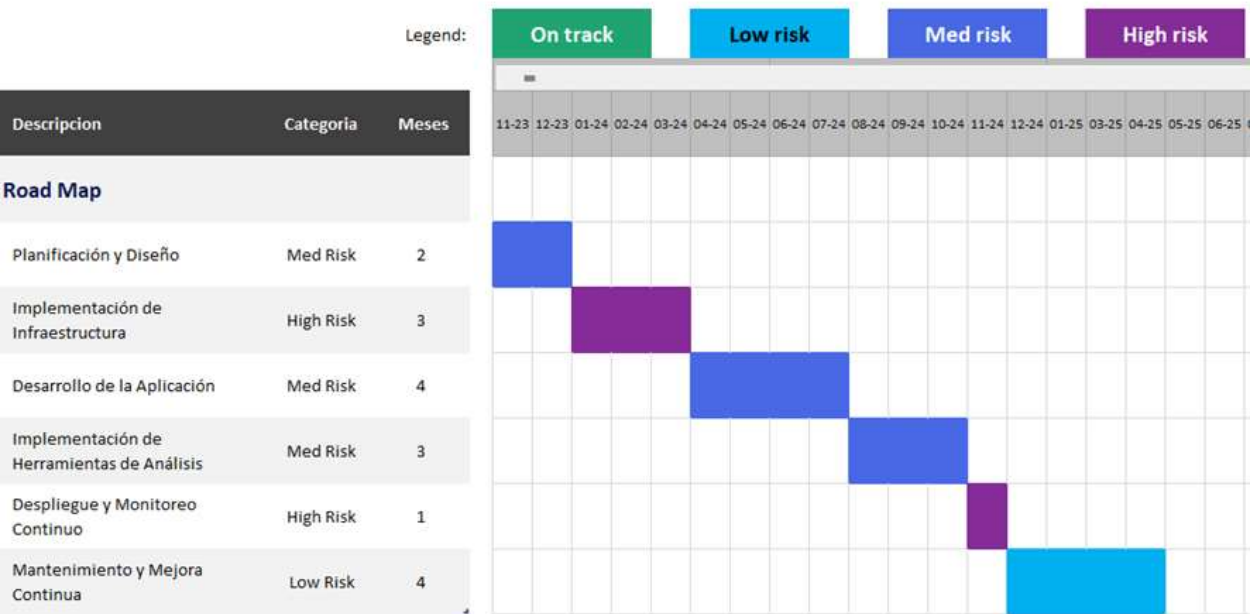 Legend: On track Low risk Med risk High risk
Descripcion Categoria Meses 11-23 12-23 01-24 02-24 03-24 04-24 05-24 06-24 07-24 08-24 09-24 10-24 11-24 12-24 01-25 03-25 04-25 05-25 06-25
Road Map
Planificación y Diseño Med Risk 2
Implementación de
Infraestructura High Risk 3
Desarrollo de la Aplicación Med Risk 4
Implementación de
Herramientas de Análisis Med Risk 3
Despliegue y Monitoreo
Continuo High Risk 1
Mantenimiento y Mejora
Continua Low Risk 4